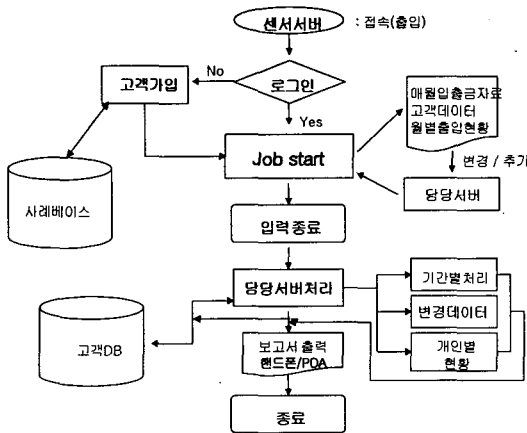 센서서버 : 접속(출입)
고객가입
No
로그인
Yes
매월입출금자료
고객데이터
월별출입현황
Job start
변경 / 추가
사례베이스
담당서버
입력종료
담당서버처라
기간별처리
변경데이터
개인별
현황
고객DB
보고서출력
핸드폰/PDA
종료